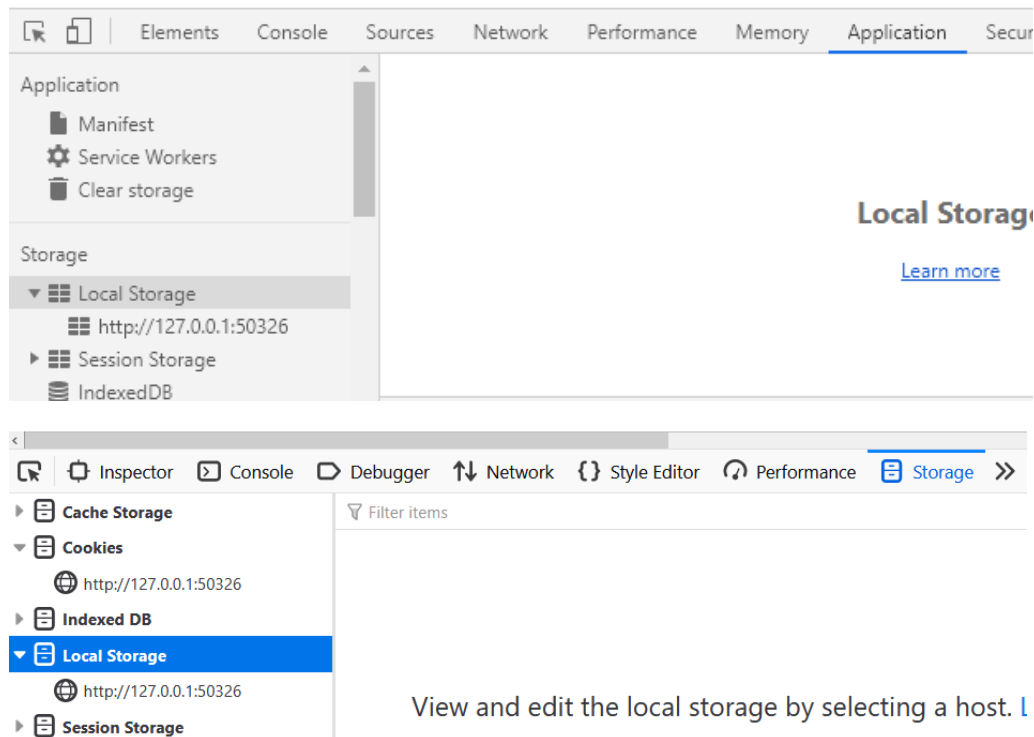 Elements Console Sources Network Performance Memory Application Secur
Application
Manifest
Service Workers
Clear storage
Storage
Local Storage
http://127.0.0.1:50326
Session Storage
IndexedDB
Local Storage
Learn more
Inspector Console Debugger Network Style Editor Performance Storage
Cache Storage
Cookies
http://127.0.0.1:50326
Indexed DB
Local Storage
http://127.0.0.1:50326
Session Storage
Filter items
View and edit the local storage by selecting a host. L